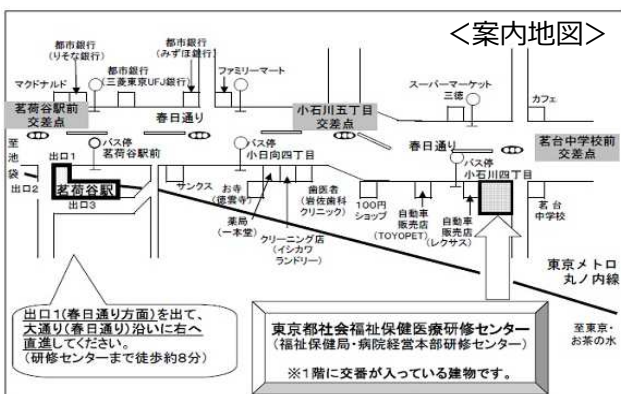 <案内地図>
都市銀行
(りそな銀行)
都市銀行
(みずほ銀行)
マクドナルド
都市銀行
(三菱東京UFJ銀行)
ファミリーマート
スーパーマーケット
三徳
カフェ
茗荷谷駅前
交差点
春日通り
小石川五丁目
交差点
春日通り
茗台中学校前
交差点
至池袋
バス停
茗荷谷駅前
バス停
小日向四丁目
バス停
小石川四丁目
出口1
出口2
茗荷谷駅
出口3
サンクス
お寺
(徳雲寺)
薬局
(一本堂)
クリーニング店
(イシカワ
ランドリー)
歯医者
(岩佐歯科
クリニック)
100円
ショップ
自動車
販売店
(TOYOPET)
自動車
販売店
(レクサス)
茗台
中学校
東京メトロ
丸ノ内線
至東京・
お茶の水
出口1(春日通り方面)を出て、
大通り(春日通り)沿いに右へ
直進してください。
(研修センターまで徒歩約8分)
東京都社会福祉保健医療研修センター
(福祉保健局・病院経営本部研修センター)
※1階に交番が入っている建物です。